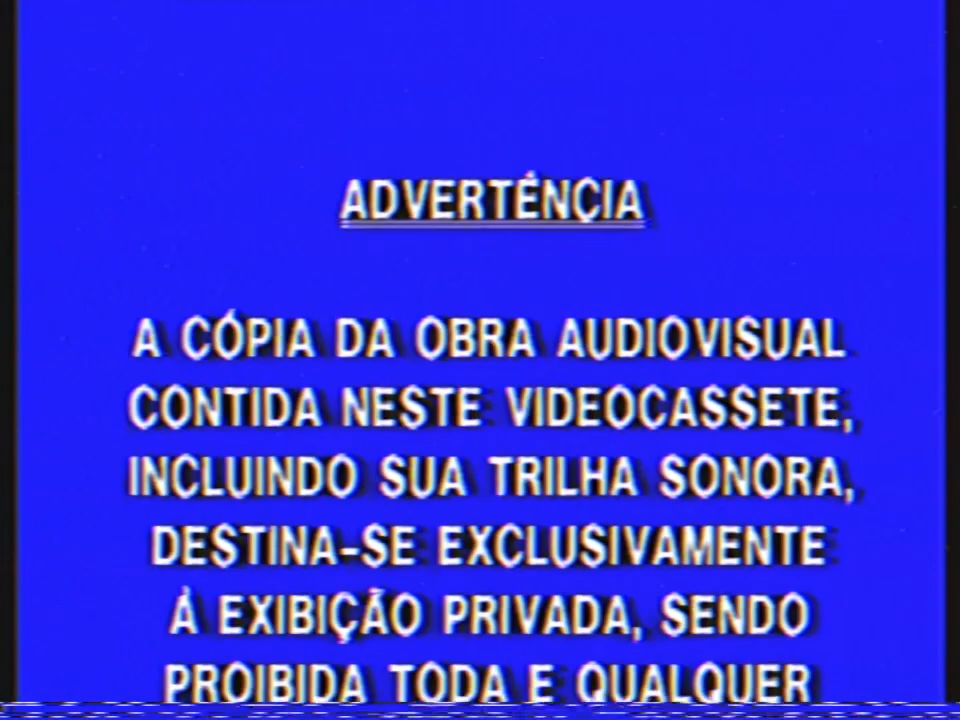 ADVERTÊNCIA
A CÓPIA DA OBRA AUDIOVISUAL
CONTIDA NESTE VIDEOCASSETE,
INCLUINDO SUA TRILHA SONORA,
DESTINA-SE EXCLUSIVAMENTE
À EXIBIÇÃO PRIVADA, SENDO
PROIBIDA TODA E QUALQUER